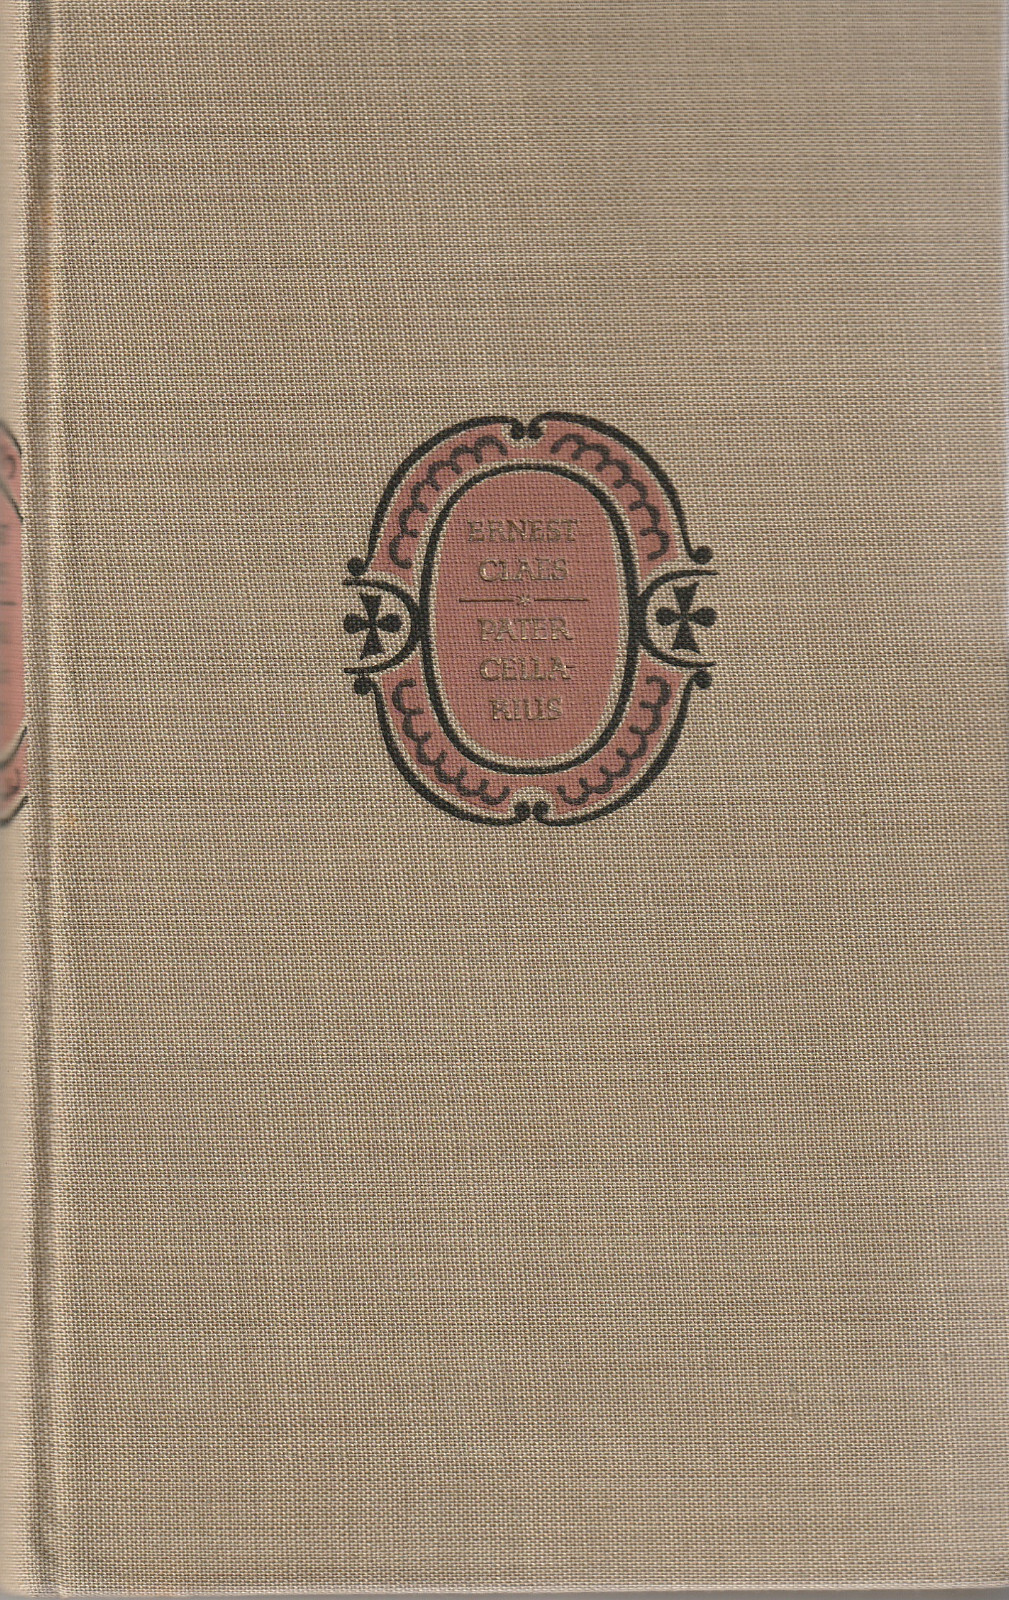 ERNEST
CLAES
PATER
CELLA-
RIUS